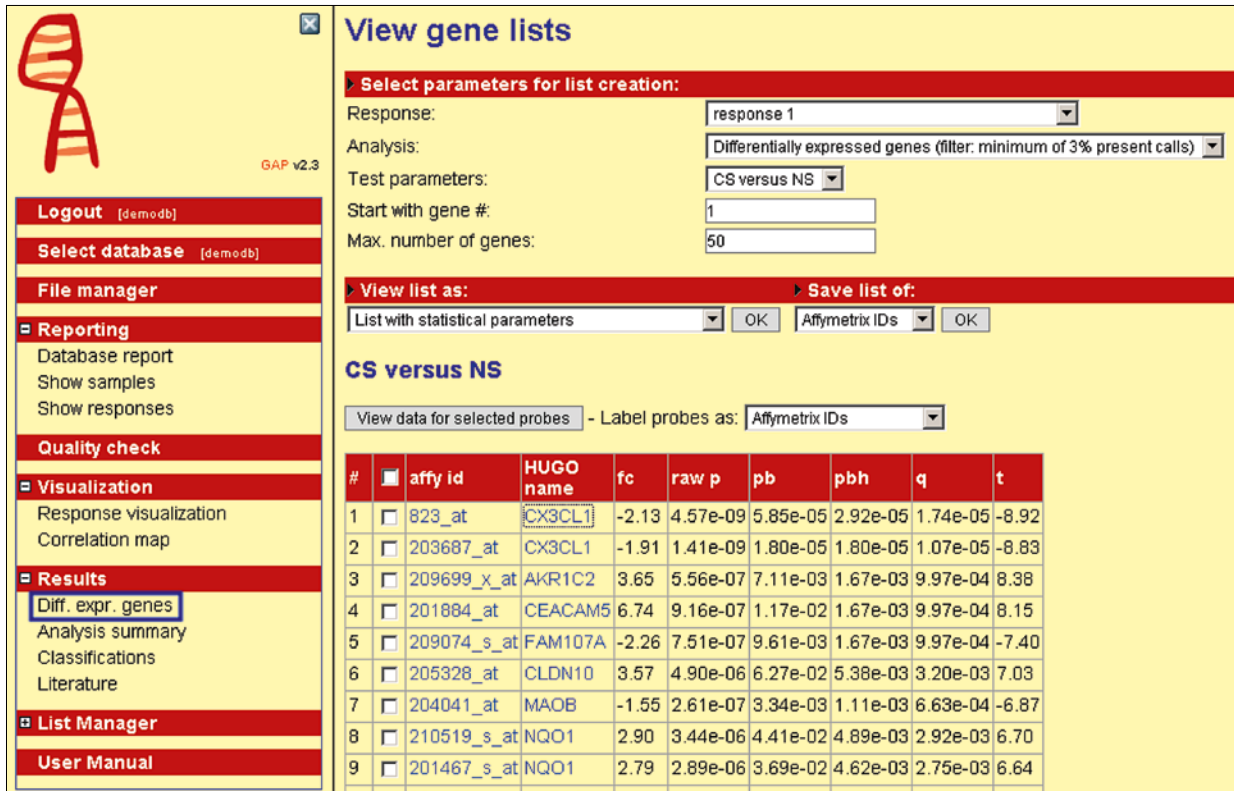 GAP v2.3
Logout [demodb]
Select database [demodb]
File manager
Reporting
Database report
Show samples
Show responses
Quality check
Visualization
Response visualization
Correlation map
Results
Diff. expr. genes
Analysis summary
Classifications
Literature
List Manager
User Manual
View gene lists
Select parameters for list creation:
Response: response 1
Analysis: Differentially expressed genes (filter: minimum of 3% present calls)
Test parameters: CS versus NS
Start with gene #: 1
Max. number of genes: 50
View list as: Save list of:
List with statistical parameters OK Affymetrix IDs OK
CS versus NS
View data for selected probes - Label probes as: Affymetrix IDs
# affy id HUGO name fc raw p pb pbh q t
1 823_at CX3CL1 -2.13 4.57e-09 5.85e-05 2.92e-05 1.74e-05 -8.92
2 203687_at CX3CL1 -1.91 1.41e-09 1.80e-05 1.80e-05 1.07e-05 -8.83
3 209699_x_at AKR1C2 3.65 5.56e-07 7.11e-03 1.67e-03 9.97e-04 8.38
4 201884_at CEACAM5 6.74 9.16e-07 1.17e-02 1.67e-03 9.97e-04 8.15
5 209074_s_at FAM107A -2.26 7.51e-07 9.61e-03 1.67e-03 9.97e-04 -7.40
6 205328_at CLDN10 3.57 4.90e-06 6.27e-02 5.38e-03 3.20e-03 7.03
7 204041_at MAOB -1.55 2.61e-07 3.34e-03 1.11e-03 6.63e-04 -6.87
8 210519_s_at NQO1 2.90 3.44e-06 4.41e-02 4.89e-03 2.92e-03 6.70
9 201467_s_at NQO1 2.79 2.89e-06 3.69e-02 4.62e-03 2.75e-03 6.64